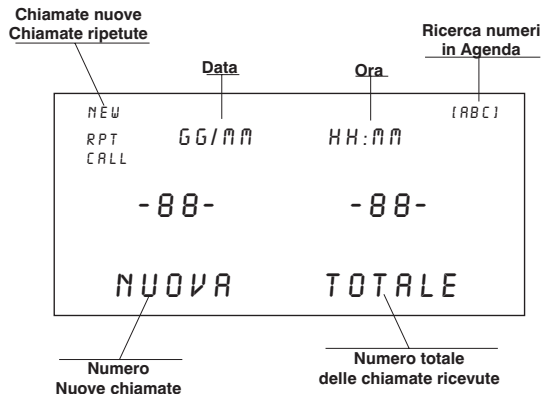 Chiamate nuove
Chiamate ripetute
Ricerca numeri
in Agenda
Data
Ora
NEW
[ABC]
RPT
GG/MM
HH:MM
CALL
-88-
-88-
NUOVA
TOTALE
Numero
Nuove chiamate
Numero totale
delle chiamate ricevute